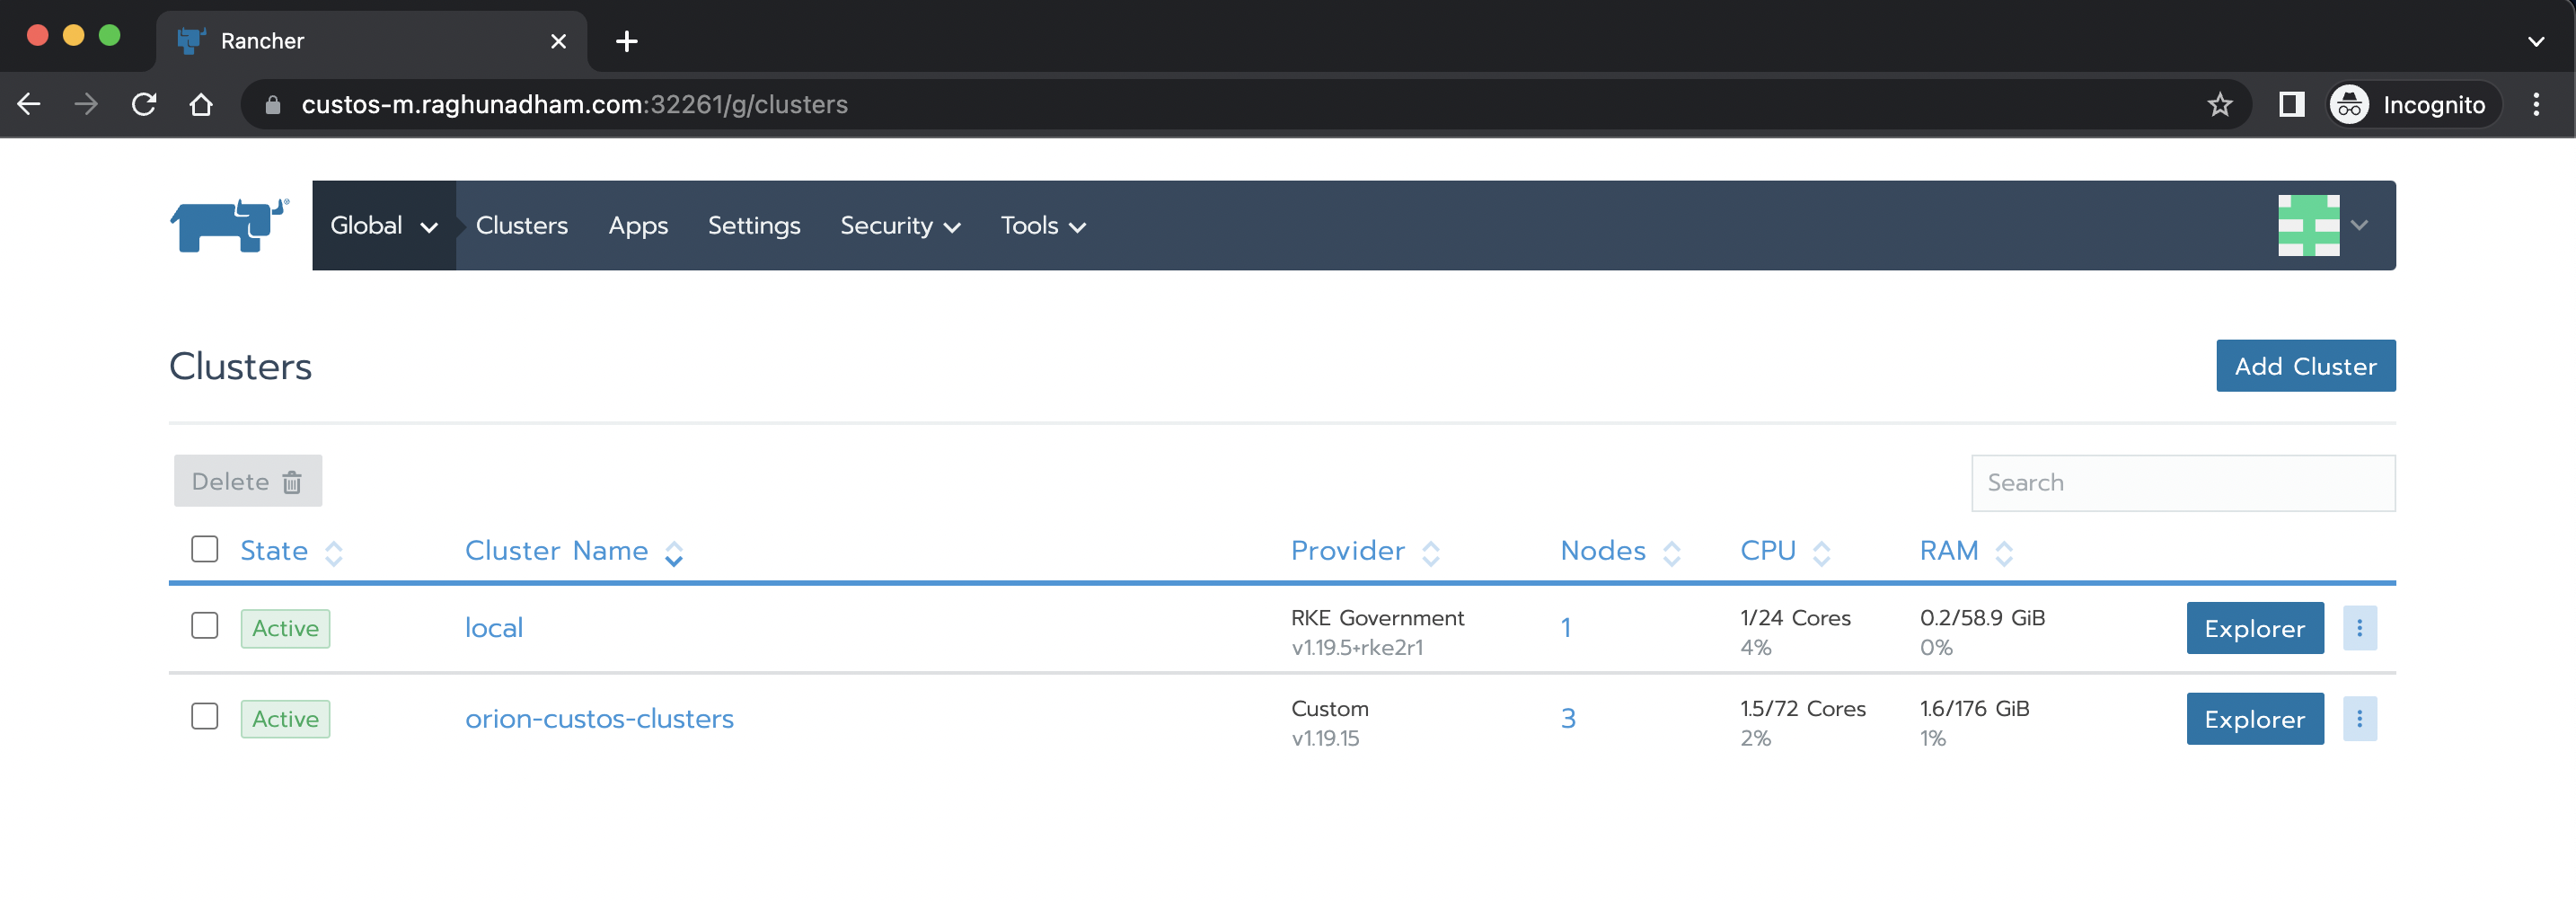 Rancher
custos-m.raghunadham.com:32261/g/clusters
Incognito
Global Clusters Apps Settings Security Tools
Clusters
Add Cluster
Delete
Search
State Cluster Name Provider Nodes CPU RAM
Active local RKE Government 1 1/24 Cores 0.2/58.9 GiB Explorer
v1.19.5+rke2r1 4% 0%
Active orion-custos-clusters Custom 3 1.5/72 Cores 1.6/176 GiB Explorer
v1.19.15 2% 1%